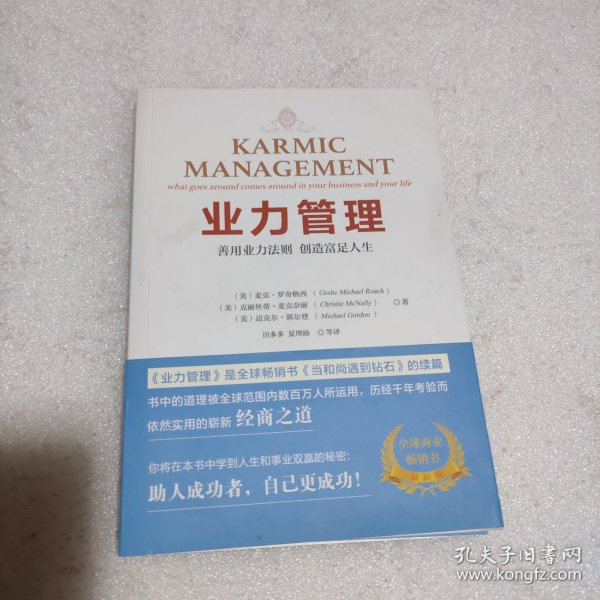 KARMIC
MANAGEMENT
what goes around comes around in your business and your life
业力管理
善用业力法则 创造富足人生
（美）麦克·罗奇格西（Geshe Michael Roach）
（美）克丽丝蒂·麦克奈丽（Christie McNally） ◎著
（美）迈克尔·郭尔登（Michael Gordon）
田多多 夏理扬 ◎等译
《业力管理》是全球畅销书《当和尚遇到钻石》的续篇
书中的道理被全球范围内数百万人所运用，历经千年考验而
依然实用的崭新 经商之道
全球商业
畅销书
最新
你将在本书中学到人生和事业双赢的秘密：
助人成功者，自己更成功！
孔夫子旧书网
www.kongfz.com